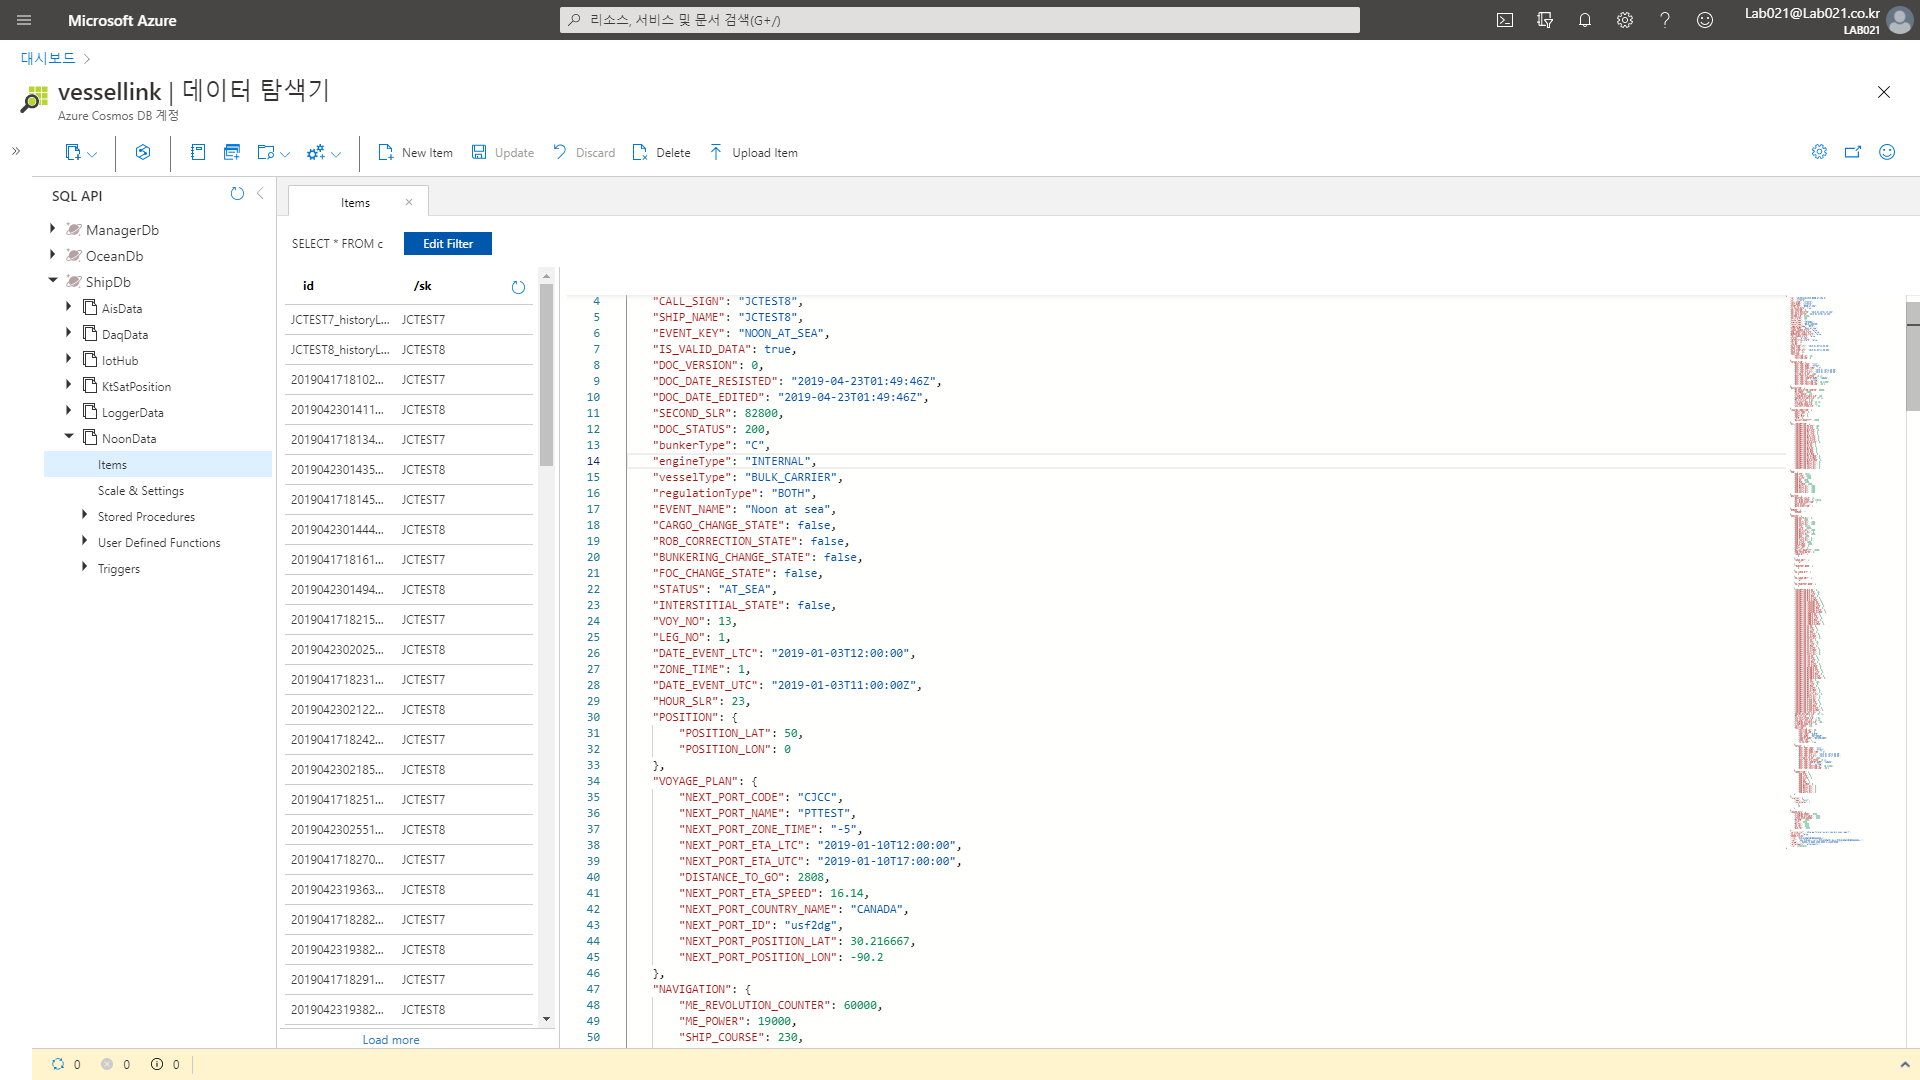 Microsoft Azure
리소스, 서비스 및 문서 검색(G+/)
Lab021@Lab021.co.kr
LAB021
대시보드
vessellink | 데이터 탐색기
Azure Cosmos DB 계정
New Item Update Discard Delete Upload Item
SQL API
ManagerDb
OceanDb
ShipDb
AisData
DaqData
IotHub
KtSatPosition
LoggerData
NoonData
Items
Scale & Settings
Stored Procedures
User Defined Functions
Triggers
Items
SELECT * FROM c Edit Filter
id /sk
JCTEST7_historyL... JCTEST7
JCTEST8_historyL... JCTEST8
2019041718102... JCTEST7
2019042301411... JCTEST8
2019041718134... JCTEST7
2019042301435... JCTEST8
2019041718145... JCTEST7
2019042301444... JCTEST8
2019041718161... JCTEST7
2019042301494... JCTEST8
2019041718215... JCTEST7
2019042302025... JCTEST8
2019041718231... JCTEST7
2019042302122... JCTEST8
2019041718242... JCTEST7
2019042302185... JCTEST8
2019041718251... JCTEST7
2019042302551... JCTEST8
2019041718270... JCTEST7
2019042319363... JCTEST8
2019041718282... JCTEST7
2019042319382... JCTEST8
2019041718291... JCTEST7
2019042319382... JCTEST8
Load more
4 "CALL_SIGN": "JCTEST8",
5 "SHIP_NAME": "JCTEST8",
6 "EVENT_KEY": "NOON_AT_SEA",
7 "IS_VALID_DATA": true,
8 "DOC_VERSION": 0,
9 "DOC_DATE_RESISTED": "2019-04-23T01:49:46Z",
10 "DOC_DATE_EDITED": "2019-04-23T01:49:46Z",
11 "SECOND_SLR": 82800,
12 "DOC_STATUS": 200,
13 "bunkerType": "C",
14 "engineType": "INTERNAL",
15 "vesselType": "BULK_CARRIER",
16 "regulationType": "BOTH",
17 "EVENT_NAME": "Noon at sea",
18 "CARGO_CHANGE_STATE": false,
19 "ROB_CORRECTION_STATE": false,
20 "BUNKERING_CHANGE_STATE": false,
21 "FOC_CHANGE_STATE": false,
22 "STATUS": "AT_SEA",
23 "INTERSTITIAL_STATE": false,
24 "VOY_NO": 13,
25 "LEG_NO": 1,
26 "DATE_EVENT_LTC": "2019-01-03T12:00:00",
27 "ZONE_TIME": 1,
28 "DATE_EVENT_UTC": "2019-01-03T11:00:00Z",
29 "HOUR_SLR": 23,
30 "POSITION": {
31 "POSITION_LAT": 50,
32 "POSITION_LON": 0
33 },
34 "VOYAGE_PLAN": {
35 "NEXT_PORT_CODE": "CJCC",
36 "NEXT_PORT_NAME": "PTTEST",
37 "NEXT_PORT_ZONE_TIME": "-5",
38 "NEXT_PORT_ETA_LTC": "2019-01-10T12:00:00",
39 "NEXT_PORT_ETA_UTC": "2019-01-10T17:00:00",
40 "DISTANCE_TO_GO": 2808,
41 "NEXT_PORT_ETA_SPEED": 16.14,
42 "NEXT_PORT_COUNTRY_NAME": "CANADA",
43 "NEXT_PORT_ID": "usf2dg",
44 "NEXT_PORT_POSITION_LAT": 30.216667,
45 "NEXT_PORT_POSITION_LON": -90.2
46 },
47 "NAVIGATION": {
48 "ME_REVOLUTION_COUNTER": 60000,
49 "ME_POWER": 19000,
50 "SHIP_COURSE": 230,
0 0 0